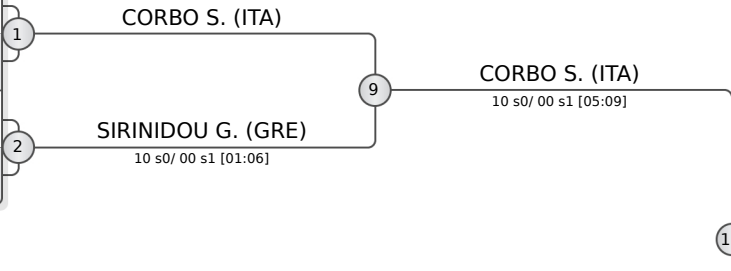 CORBO S. (ITA)
1
9
CORBO S. (ITA)
10 s0/ 00 s1 [05:09]
2
SIRINIDOU G. (GRE)
10 s0/ 00 s1 [01:06]